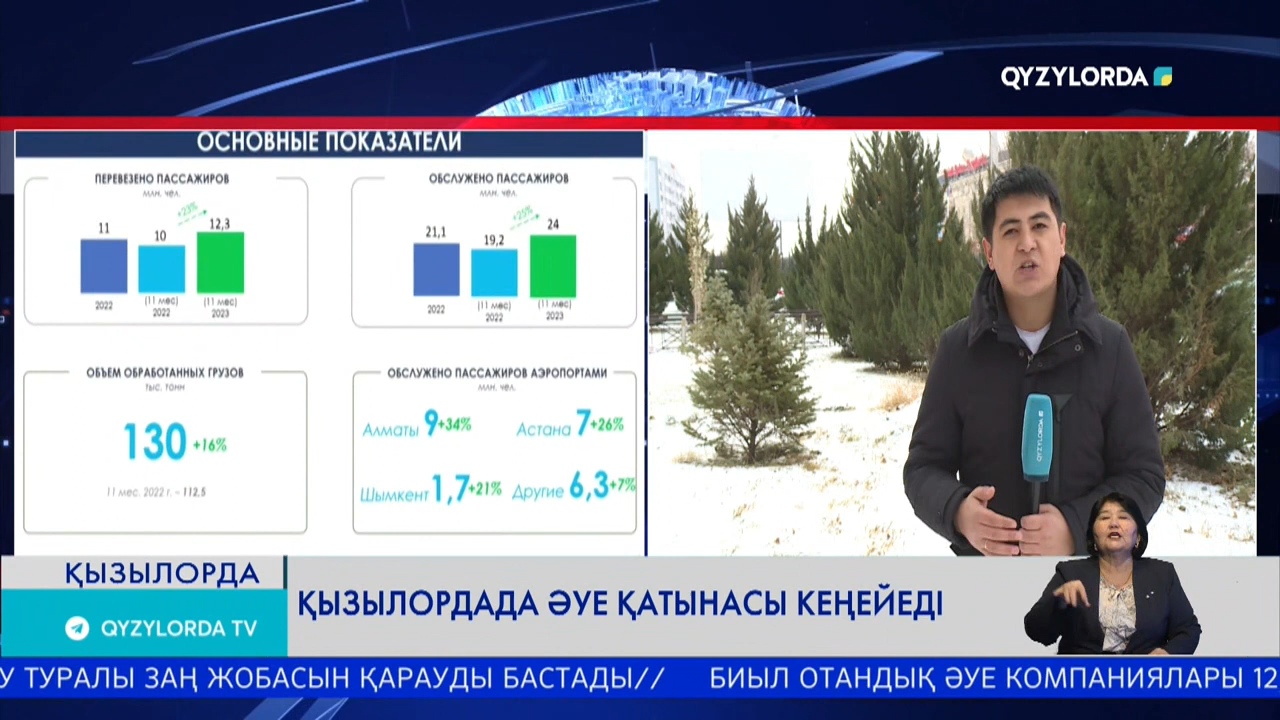 QYZYLORDA
ОСНОВНЫЕ ПОКАЗАТЕЛИ
ПЕРЕВЕЗЕНО ПАССАЖИРОВ
млн. чел.
+23%
11
10
12,3
2022
(11 мес) 2022
(11 мес) 2023
ОБСЛУЖЕНО ПАССАЖИРОВ
млн. чел.
+25%
21,1
19,2
24
2022
(11 мес) 2022
(11 мес) 2023
ОБЪЕМ ОБРАБОТАННЫХ ГРУЗОВ
тыс. тонн
130 +16%
11 мес. 2022 г. – 112,5
ОБСЛУЖЕНО ПАССАЖИРОВ АЭРОПОРТАМИ
млн. чел.
Алматы 9 +34%
Астана 7 +26%
Шымкент 1,7 +21%
Другие 6,3 +7%
QYZYLORDA
ҚЫЗЫЛОРДА
QYZYLORDA TV
ҚЫЗЫЛОРДАДА ӘУЕ ҚАТЫНАСЫ КЕҢЕЙЕДІ
У ТУРАЛЫ ЗАҢ ЖОБАСЫН ҚАРАУДЫ БАСТАДЫ// БИЫЛ ОТАНДЫҚ ӘУЕ КОМПАНИЯЛАРЫ 12